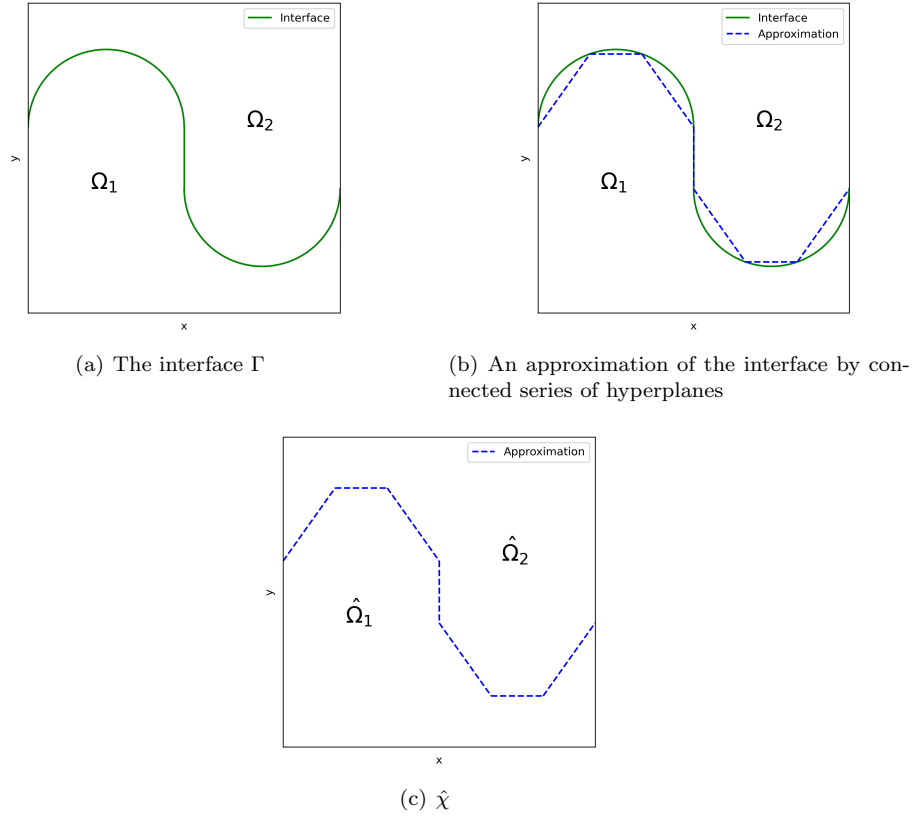 Interface
Ω₂
Ω₁
y
x
(a) The interface Γ
Interface
Approximation
Ω₂
Ω₁
y
x
(b) An approximation of the interface by con-
nected series of hyperplanes
Approximation
Ω̂₂
Ω̂₁
y
x
(c) χ̂